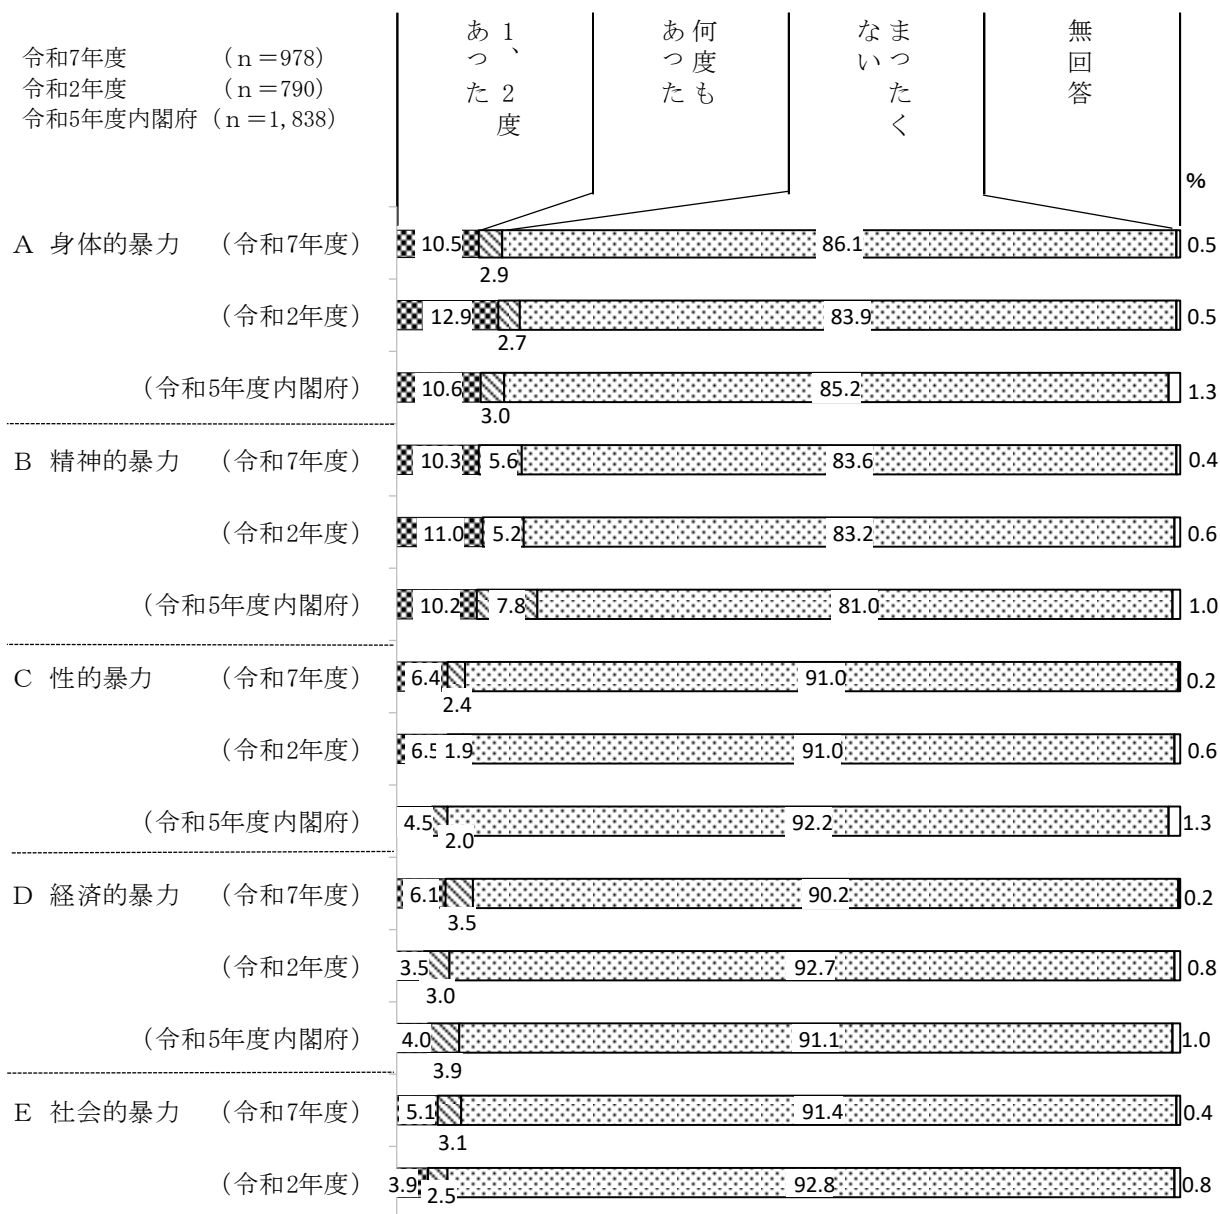 令和7年度　　　　（ｎ＝978）
令和2年度　　　　（ｎ＝790）
令和5年度内閣府（ｎ＝1,838）
1、2度
あった
何度も
あった
まったく
ない
無回答
%
A 身体的暴力 （令和7年度） 10.5 2.9 86.1 0.5
（令和2年度） 12.9 2.7 83.9 0.5
（令和5年度内閣府） 10.6 3.0 85.2 1.3
B 精神的暴力 （令和7年度） 10.3 5.6 83.6 0.4
（令和2年度） 11.0 5.2 83.2 0.6
（令和5年度内閣府） 10.2 7.8 81.0 1.0
C 性的暴力 （令和7年度） 6.4 2.4 91.0 0.2
（令和2年度） 6.5 1.9 91.0 0.6
（令和5年度内閣府） 4.5 2.0 92.2 1.3
D 経済的暴力 （令和7年度） 6.1 3.5 90.2 0.2
（令和2年度） 3.5 3.0 92.7 0.8
（令和5年度内閣府） 4.0 3.9 91.1 1.0
E 社会的暴力 （令和7年度） 5.1 3.1 91.4 0.4
（令和2年度） 3.9 2.5 92.8 0.8